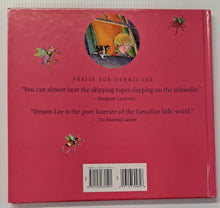 PRAISE FOR DENNIS LEE
"You can almost hear the skipping ropes slapping on the sidewalks."
– Margaret Laurence
"Dennis Lee is the poet laureate of the Canadian kids' world."
– The Montreal Gazette